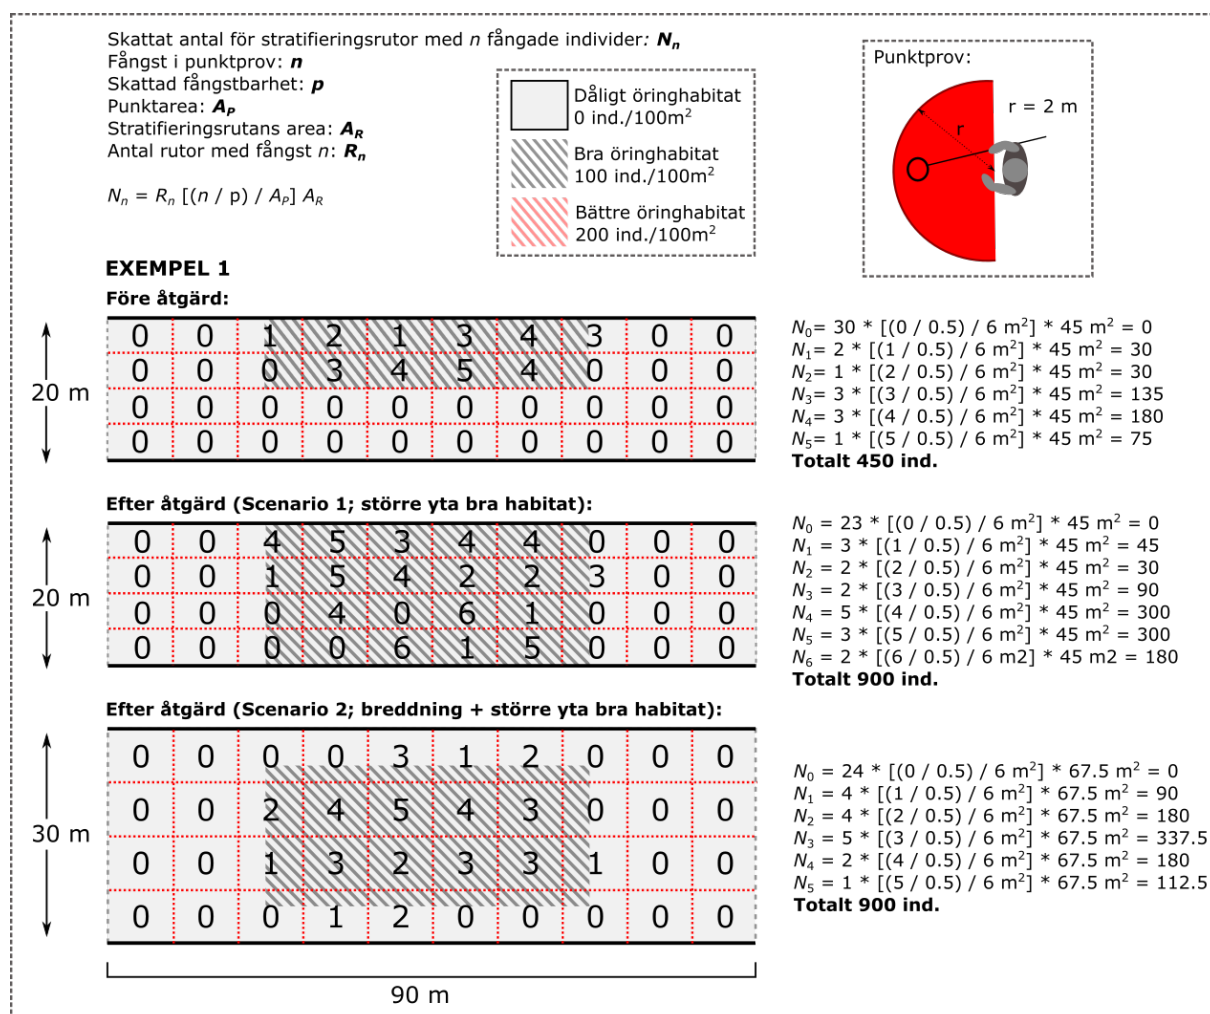 Skattat antal för stratifieringsrutor med n fångade individer: Nₙ
Fångst i punktprov: n
Skattad fångstbarhet: p
Punktarea: A_P
Stratifieringsrutans area: A_R
Antal rutor med fångst n: Rₙ
Nₙ = Rₙ [(n / p) / A_P] A_R
Dåligt öringhabitat
0 ind./100m²
Bra öringhabitat
100 ind./100m²
Bättre öringhabitat
200 ind./100m²
Punktprov:
r = 2 m
r
EXEMPEL 1
Före åtgärd:
20 m
0 0 1 2 1 3 4 3 0 0
0 0 0 3 4 5 4 0 0 0
0 0 0 0 0 0 0 0 0 0
0 0 0 0 0 0 0 0 0 0
N₀= 30 * [(0 / 0.5) / 6 m²] * 45 m² = 0
N₁= 2 * [(1 / 0.5) / 6 m²] * 45 m² = 30
N₂= 1 * [(2 / 0.5) / 6 m²] * 45 m² = 30
N₃= 3 * [(3 / 0.5) / 6 m²] * 45 m² = 135
N₄= 3 * [(4 / 0.5) / 6 m²] * 45 m² = 180
N₅= 1 * [(5 / 0.5) / 6 m²] * 45 m² = 75
Totalt 450 ind.
Efter åtgärd (Scenario 1; större yta bra habitat):
20 m
0 0 4 5 3 4 4 0 0 0
0 0 1 5 4 2 2 3 0 0
0 0 0 4 0 6 1 0 0 0
0 0 0 0 6 1 5 0 0 0
N₀ = 23 * [(0 / 0.5) / 6 m²] * 45 m² = 0
N₁ = 3 * [(1 / 0.5) / 6 m²] * 45 m² = 45
N₂ = 2 * [(2 / 0.5) / 6 m²] * 45 m² = 30
N₃ = 2 * [(3 / 0.5) / 6 m²] * 45 m² = 90
N₄ = 5 * [(4 / 0.5) / 6 m²] * 45 m² = 300
N₅ = 3 * [(5 / 0.5) / 6 m²] * 45 m² = 300
N₆ = 2 * [(6 / 0.5) / 6 m2] * 45 m2 = 180
Totalt 900 ind.
Efter åtgärd (Scenario 2; breddning + större yta bra habitat):
30 m
0 0 0 0 3 1 2 0 0 0
0 0 2 4 5 4 3 0 0 0
0 0 1 3 2 3 3 1 0 0
0 0 0 1 2 0 0 0 0 0
N₀ = 24 * [(0 / 0.5) / 6 m²] * 67.5 m² = 0
N₁ = 4 * [(1 / 0.5) / 6 m²] * 67.5 m² = 90
N₂ = 4 * [(2 / 0.5) / 6 m²] * 67.5 m² = 180
N₃ = 5 * [(3 / 0.5) / 6 m²] * 67.5 m² = 337.5
N₄ = 2 * [(4 / 0.5) / 6 m²] * 67.5 m² = 180
N₅ = 1 * [(5 / 0.5) / 6 m²] * 67.5 m² = 112.5
Totalt 900 ind.
90 m